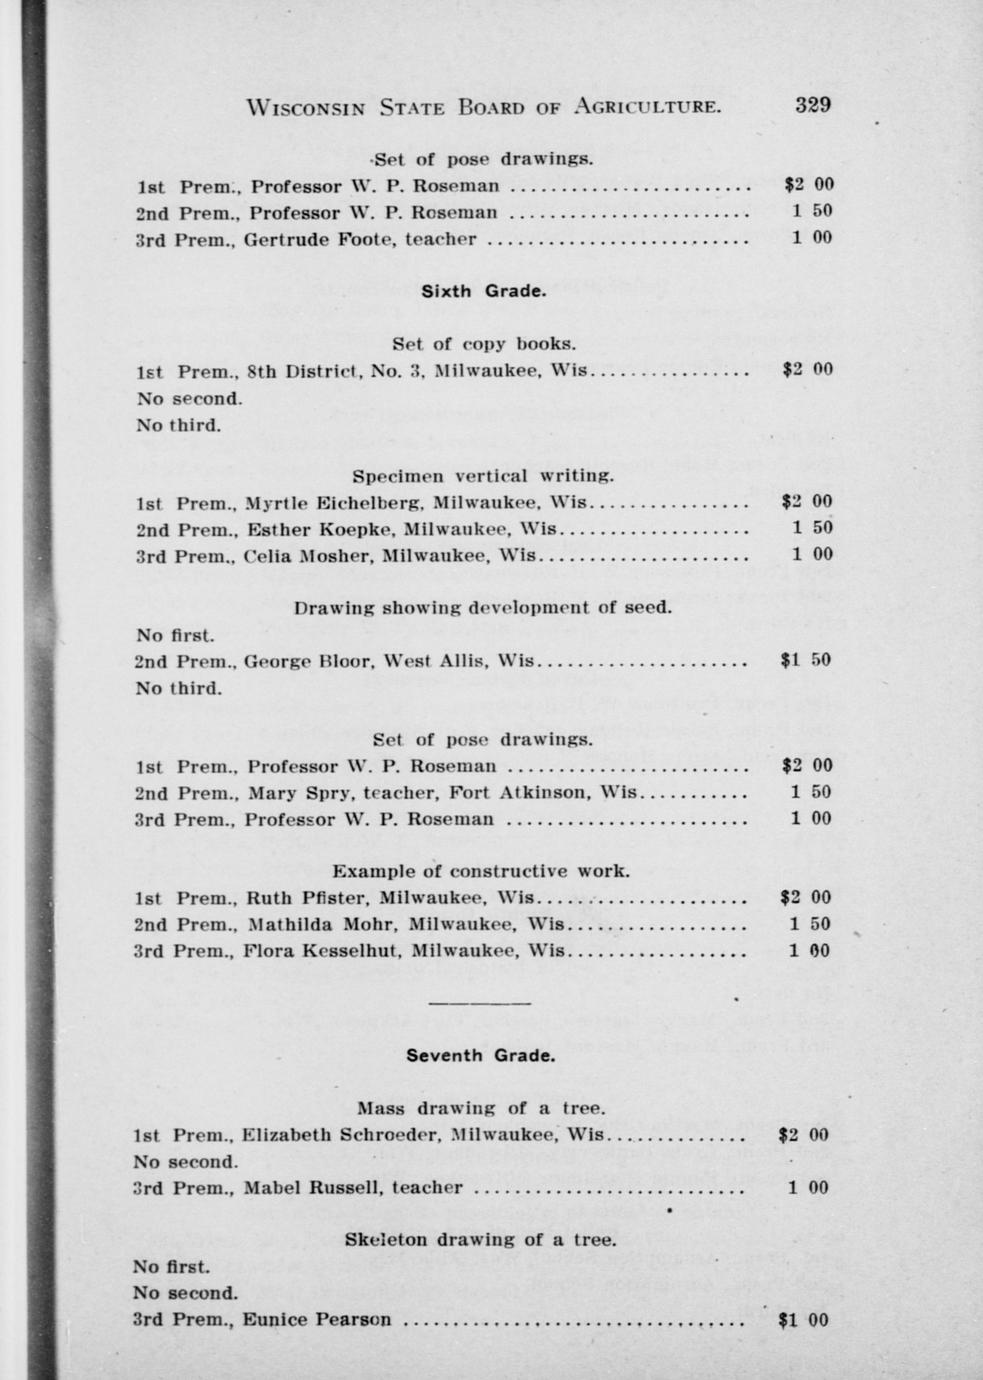 WISCONSIN STATE BOARD OF AGRICULTURE. 329
Set of pose drawings.
1st Prem., Professor W. P. Roseman ........................ $2 00
2nd Prem., Professor W. P. Roseman ........................ 1 50
3rd Prem., Gertrude Foote, teacher .......................... 1 00
Sixth Grade.
Set of copy books.
1st Prem., 8th District, No. 3, Milwaukee, Wis................ $2 00
No second.
No third.
Specimen vertical writing.
1st Prem., Myrtle Eichelberg, Milwaukee, Wis................ $2 00
2nd Prem., Esther Koepke, Milwaukee, Wis................... 1 50
3rd Prem., Celia Mosher, Milwaukee, Wis..................... 1 00
Drawing showing development of seed.
No first.
2nd Prem., George Bloor, West Allis, Wis..................... $1 50
No third.
Set of pose drawings.
1st Prem., Professor W. P. Roseman ........................ $2 00
2nd Prem., Mary Spry, teacher, Fort Atkinson, Wis........... 1 50
3rd Prem., Professor W. P. Roseman ........................ 1 00
Example of constructive work.
1st Prem., Ruth Pfister, Milwaukee, Wis..................... $2 00
2nd Prem., Mathilda Mohr, Milwaukee, Wis.................. 1 50
3rd Prem., Flora Kesselhut, Milwaukee, Wis.................. 1 00
Seventh Grade.
Mass drawing of a tree.
1st Prem., Elizabeth Schroeder, Milwaukee, Wis.............. $2 00
No second.
3rd Prem., Mabel Russell, teacher ........................... 1 00
Skeleton drawing of a tree.
No first.
No second.
3rd Prem., Eunice Pearson .................................. $1 00